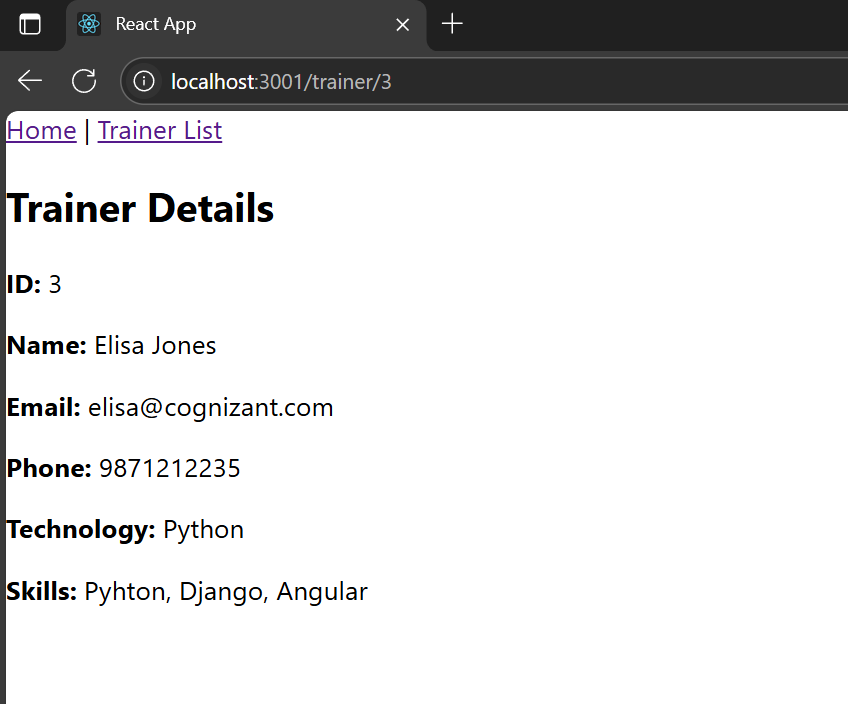 React App
localhost:3001/trainer/3
Home | Trainer List
Trainer Details
ID: 3
Name: Elisa Jones
Email: elisa@cognizant.com
Phone: 9871212235
Technology: Python
Skills: Pyhton, Django, Angular